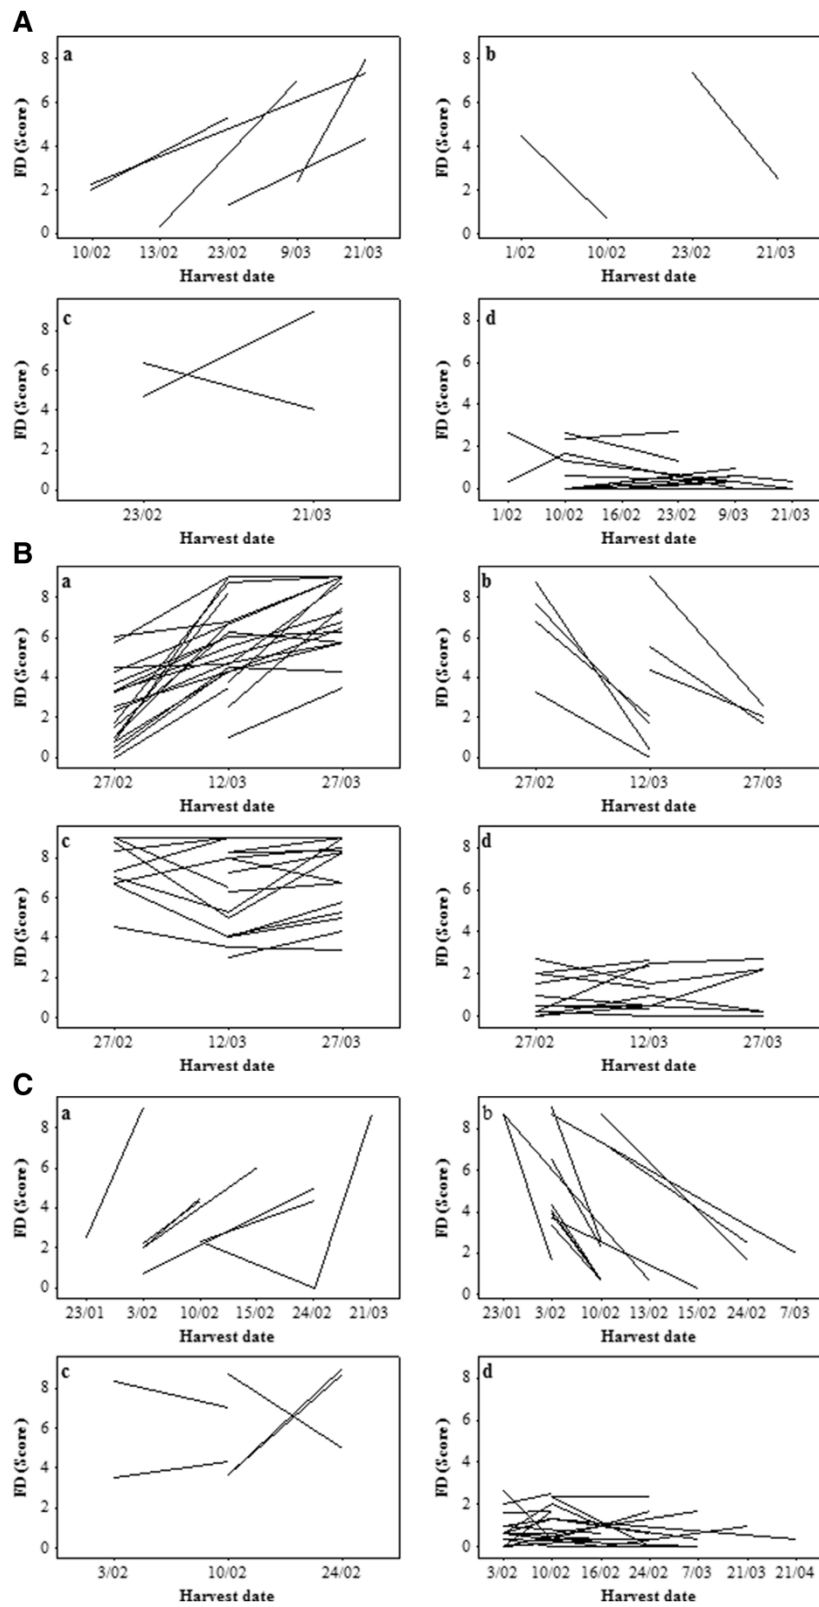 A
a
8
6
4
2
0
FD (Score)
10/02 13/02 23/02 9/03 21/03
Harvest date
b
8
6
4
2
0
FD (Score)
1/02 10/02 23/02 21/03
Harvest date
c
8
6
4
2
0
FD (Score)
23/02 21/03
Harvest date
d
8
6
4
2
0
FD (Score)
1/02 10/02 16/02 23/02 9/03 21/03
Harvest date
B
a
8
6
4
2
0
FD (Score)
27/02 12/03 27/03
Harvest date
b
8
6
4
2
0
FD (Score)
27/02 12/03 27/03
Harvest date
c
8
6
4
2
0
FD (Score)
27/02 12/03 27/03
Harvest date
d
8
6
4
2
0
FD (Score)
27/02 12/03 27/03
Harvest date
C
a
8
6
4
2
0
FD (Score)
23/01 3/02 10/02 15/02 24/02 21/03
Harvest date
b
8
6
4
2
0
FD (Score)
23/01 3/02 10/02 13/02 15/02 24/02 7/03
Harvest date
c
8
6
4
2
0
FD (Score)
3/02 10/02 24/02
Harvest date
d
8
6
4
2
0
FD (Score)
3/02 10/02 16/02 24/02 7/03 21/03 21/04
Harvest date